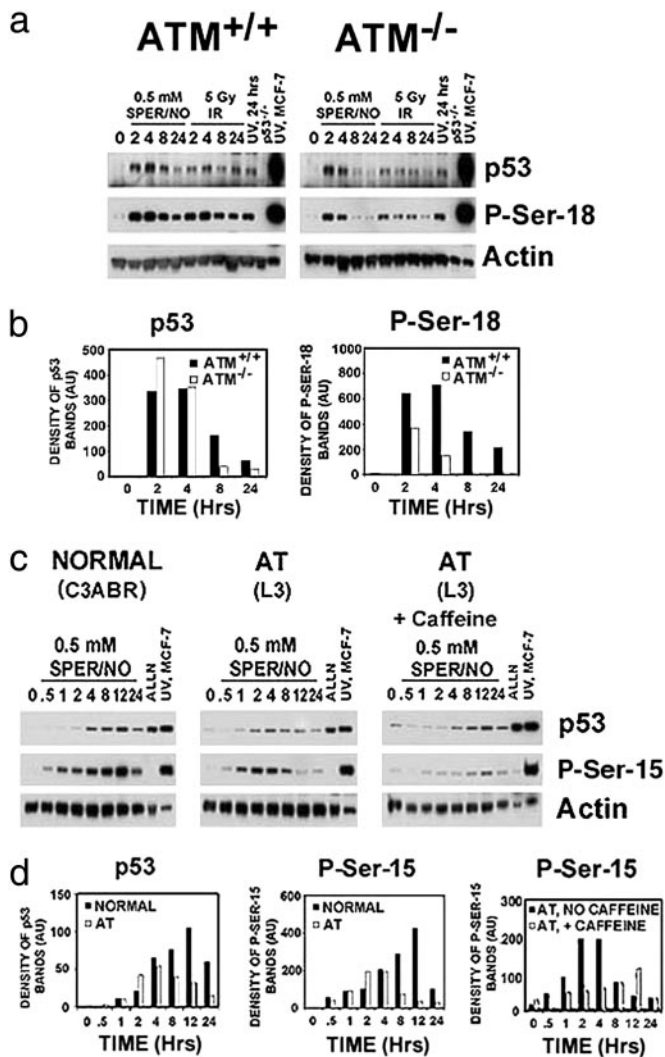 a
ATM+/+ ATM-/-
0.5 mM SPER/NO 5 Gy IR UV, 24 hrs p53-/- UV, MCF-7 0.5 mM SPER/NO 5 Gy IR UV, 24 hrs p53-/- UV, MCF-7
0 2 4 8 24 2 4 8 24 0 2 4 8 24 2 4 8 24
p53
P-Ser-18
Actin
b
p53 P-Ser-18
DENSITY OF p53 BANDS (AU)
500
400
300
200
100
0
ATM+/+
ATM-/-
0 2 4 8 24
TIME (Hrs)
DENSITY OF P-SER-18 BANDS (AU)
1000
800
600
400
200
0
ATM+/+
ATM-/-
0 2 4 8 24
TIME (Hrs)
c
NORMAL (C3ABR) AT (L3) AT (L3) + Caffeine
0.5 mM SPER/NO ALLN UV, MCF-7 0.5 mM SPER/NO ALLN UV, MCF-7 0.5 mM SPER/NO ALLN UV, MCF-7
0 .5 1 2 4 8 12 24 0 .5 1 2 4 8 12 24 0 .5 1 2 4 8 12 24
p53
P-Ser-15
Actin
d
p53 P-Ser-15 P-Ser-15
DENSITY OF p53 BANDS (AU)
150
100
50
0
NORMAL
AT
0 .5 1 2 4 8 12 24
TIME (Hrs)
DENSITY OF P-SER-15 BANDS (AU)
600
400
200
0
NORMAL
AT
0 .5 1 2 4 8 12 24
TIME (Hrs)
DENSITY OF P-SER-15 BANDS (AU)
300
200
100
0
AT, NO CAFFEINE
AT, + CAFFEINE
0 .5 1 2 4 8 12 24
TIME (Hrs)